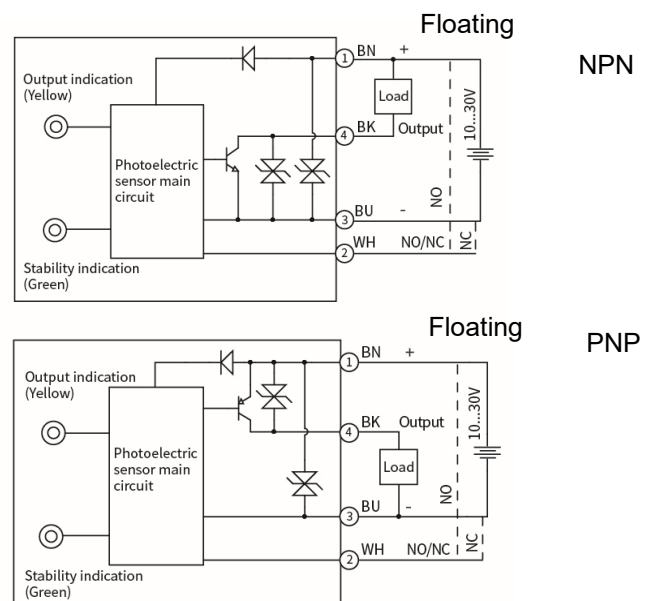 Floating
NPN
1 BN +
Output indication
(Yellow)
Load
10...30V
4 BK Output
Photoelectric
sensor main
circuit
NO
3 BU -
NC
2 WH NO/NC
Stability indication
(Green)
Floating
PNP
1 BN +
Output indication
(Yellow)
10...30V
4 BK Output
Photoelectric
sensor main
circuit
Load
NO
3 BU -
NC
2 WH NO/NC
Stability indication
(Green)